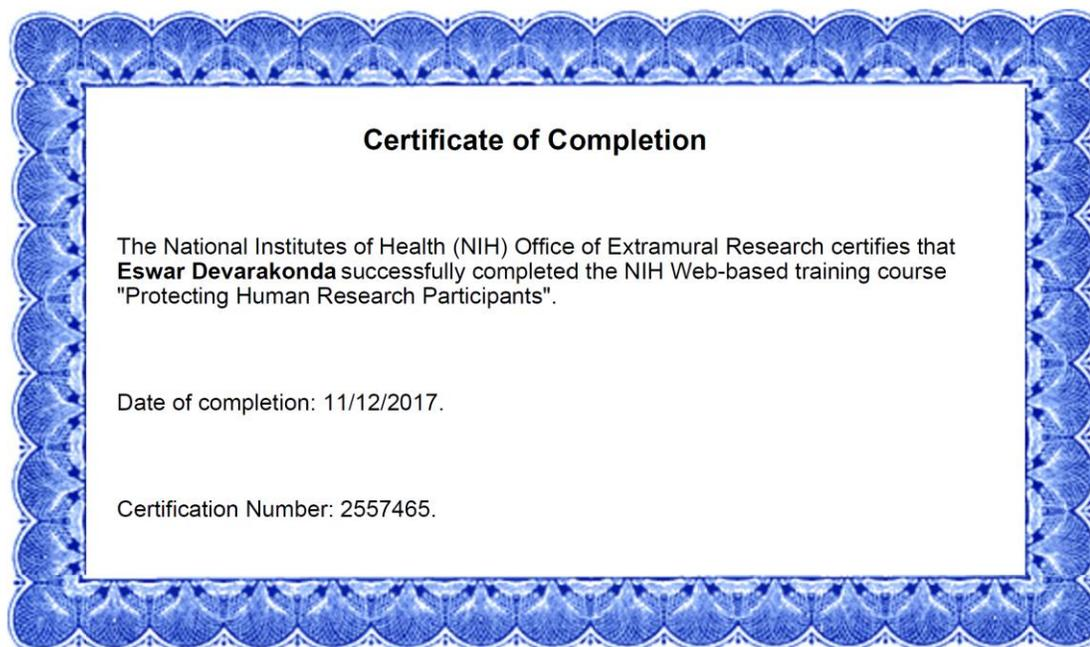 Certificate of Completion
The National Institutes of Health (NIH) Office of Extramural Research certifies that
Eswar Devarakonda successfully completed the NIH Web-based training course
"Protecting Human Research Participants".
Date of completion: 11/12/2017.
Certification Number: 2557465.